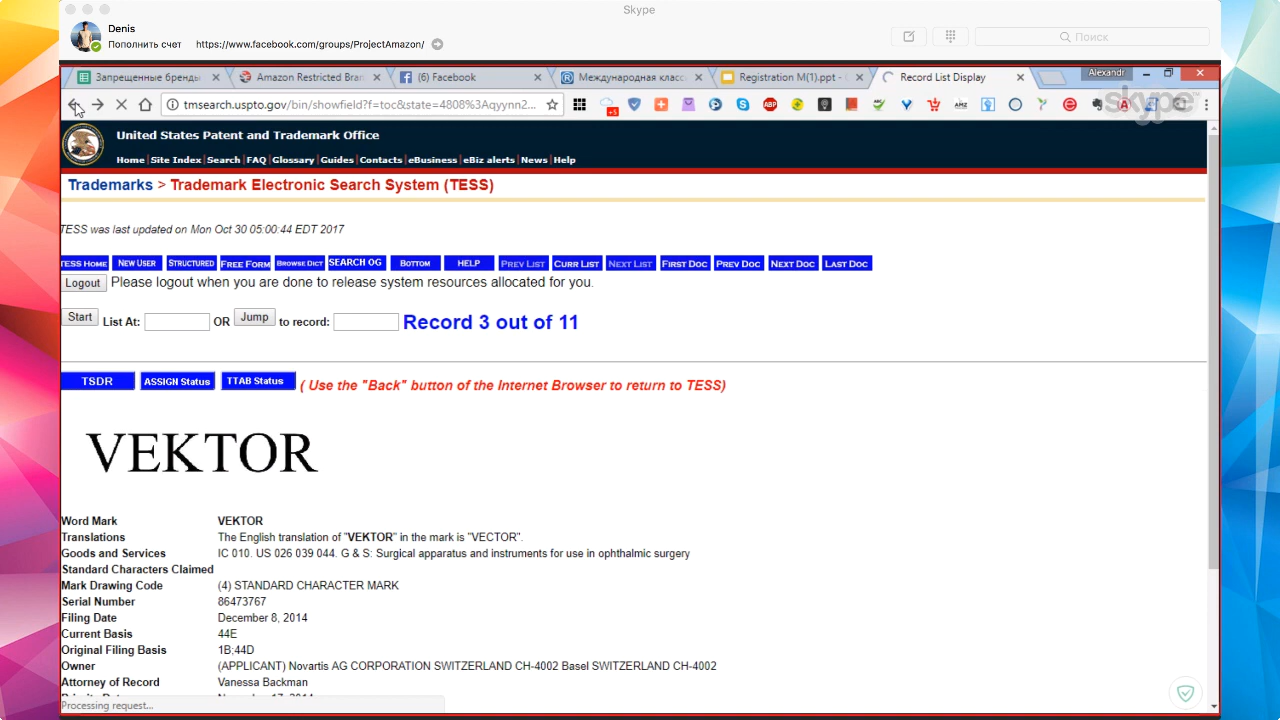 Skype
Denis
Пополнить счет https://www.facebook.com/groups/ProjectAmazon/
Поиск
Запрещенные бренды
Amazon Restricted Bran
(6) Facebook
Международная класс
Registration M(1).ppt -
Record List Display
Alexandr
tmsearch.uspto.gov/bin/showfield?f=toc&state=4808%3Aqyynn2...
+5
ABP
AMZ
skype™
United States Patent and Trademark Office
Home | Site Index | Search | FAQ | Glossary | Guides | Contacts | eBusiness | eBiz alerts | News | Help
Trademarks > Trademark Electronic Search System (TESS)
TESS was last updated on Mon Oct 30 05:00:44 EDT 2017
TESS HOME NEW USER STRUCTURED FREE FORM BROWSE DICT SEARCH OG BOTTOM HELP PREV LIST CURR LIST NEXT LIST FIRST DOC PREV DOC NEXT DOC LAST DOC
Logout Please logout when you are done to release system resources allocated for you.
Start List At: OR Jump to record: Record 3 out of 11
TSDR ASSIGN Status TTAB Status ( Use the "Back" button of the Internet Browser to return to TESS)
VEKTOR
Word Mark VEKTOR
Translations The English translation of "VEKTOR" in the mark is "VECTOR".
Goods and Services IC 010. US 026 039 044. G & S: Surgical apparatus and instruments for use in ophthalmic surgery
Standard Characters Claimed
Mark Drawing Code (4) STANDARD CHARACTER MARK
Serial Number 86473767
Filing Date December 8, 2014
Current Basis 44E
Original Filing Basis 1B;44D
Owner (APPLICANT) Novartis AG CORPORATION SWITZERLAND CH-4002 Basel SWITZERLAND CH-4002
Attorney of Record Vanessa Backman
Processing request...